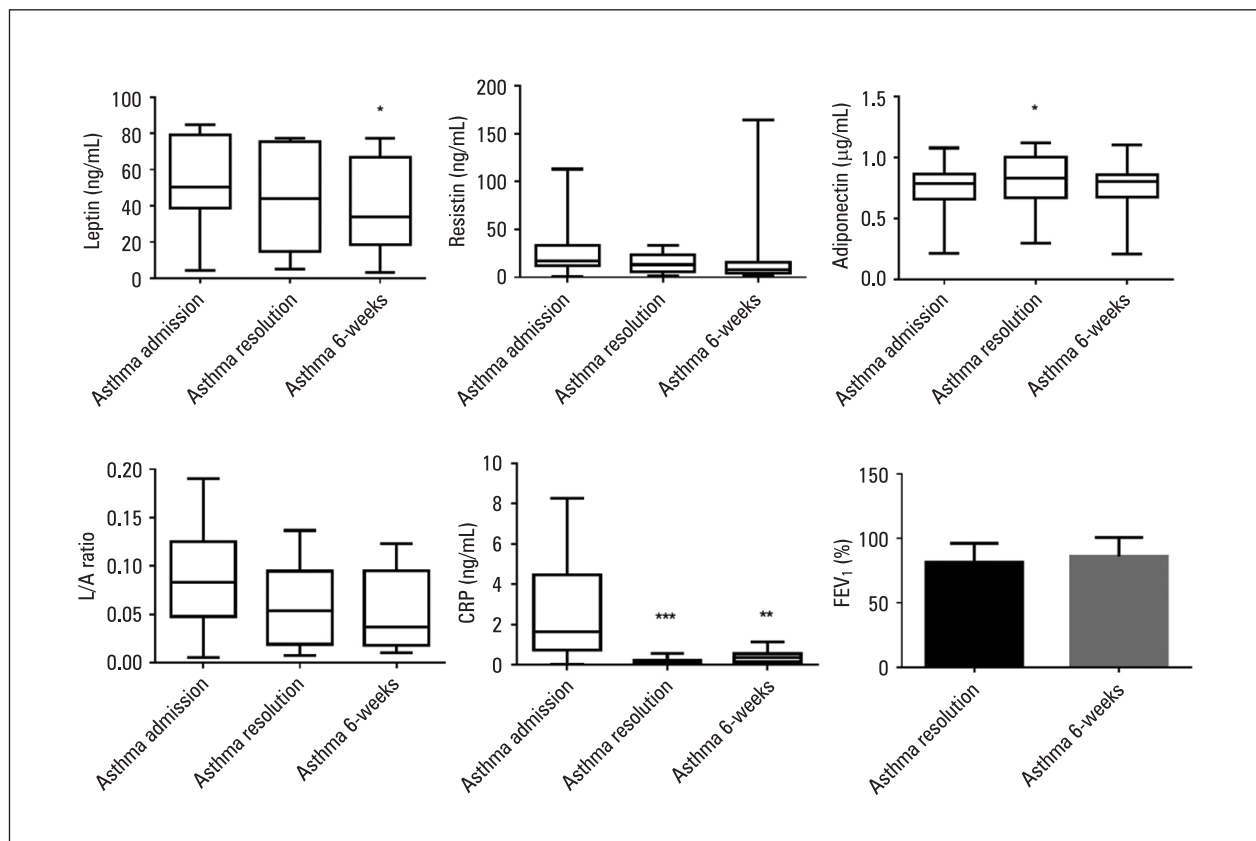 Leptin (ng/mL)
100
80
60
40
20
0
*
Asthma admission
Asthma resolution
Asthma 6-weeks
Resistin (ng/mL)
200
150
100
50
0
Asthma admission
Asthma resolution
Asthma 6-weeks
Adiponectin (µg/mL)
1.5
1.0
0.5
0.0
*
Asthma admission
Asthma resolution
Asthma 6-weeks
L/A ratio
0.20
0.15
0.10
0.05
0.00
Asthma admission
Asthma resolution
Asthma 6-weeks
CRP (ng/mL)
10
8
6
4
2
0
***
**
Asthma admission
Asthma resolution
Asthma 6-weeks
FEV₁ (%)
150
100
50
0
Asthma resolution
Asthma 6-weeks